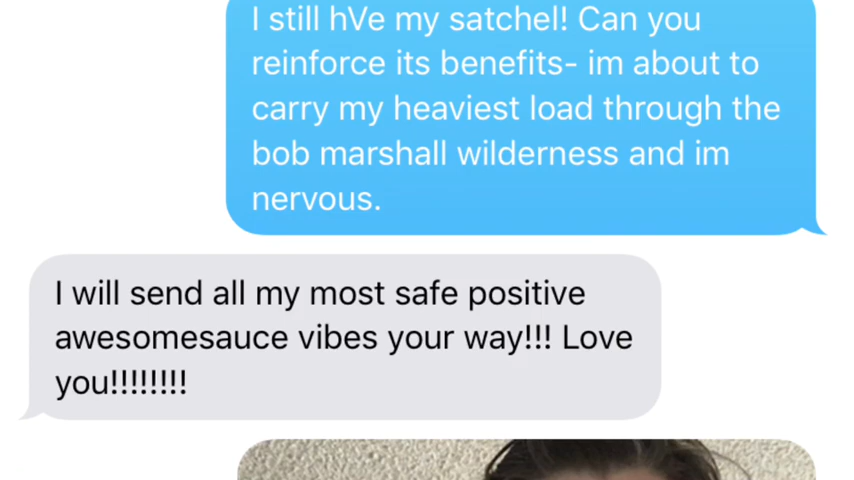 I still hVe my satchel! Can you
reinforce its benefits- im about to
carry my heaviest load through the
bob marshall wilderness and im
nervous.
I will send all my most safe positive
awesomesauce vibes your way!!! Love
you!!!!!!!!